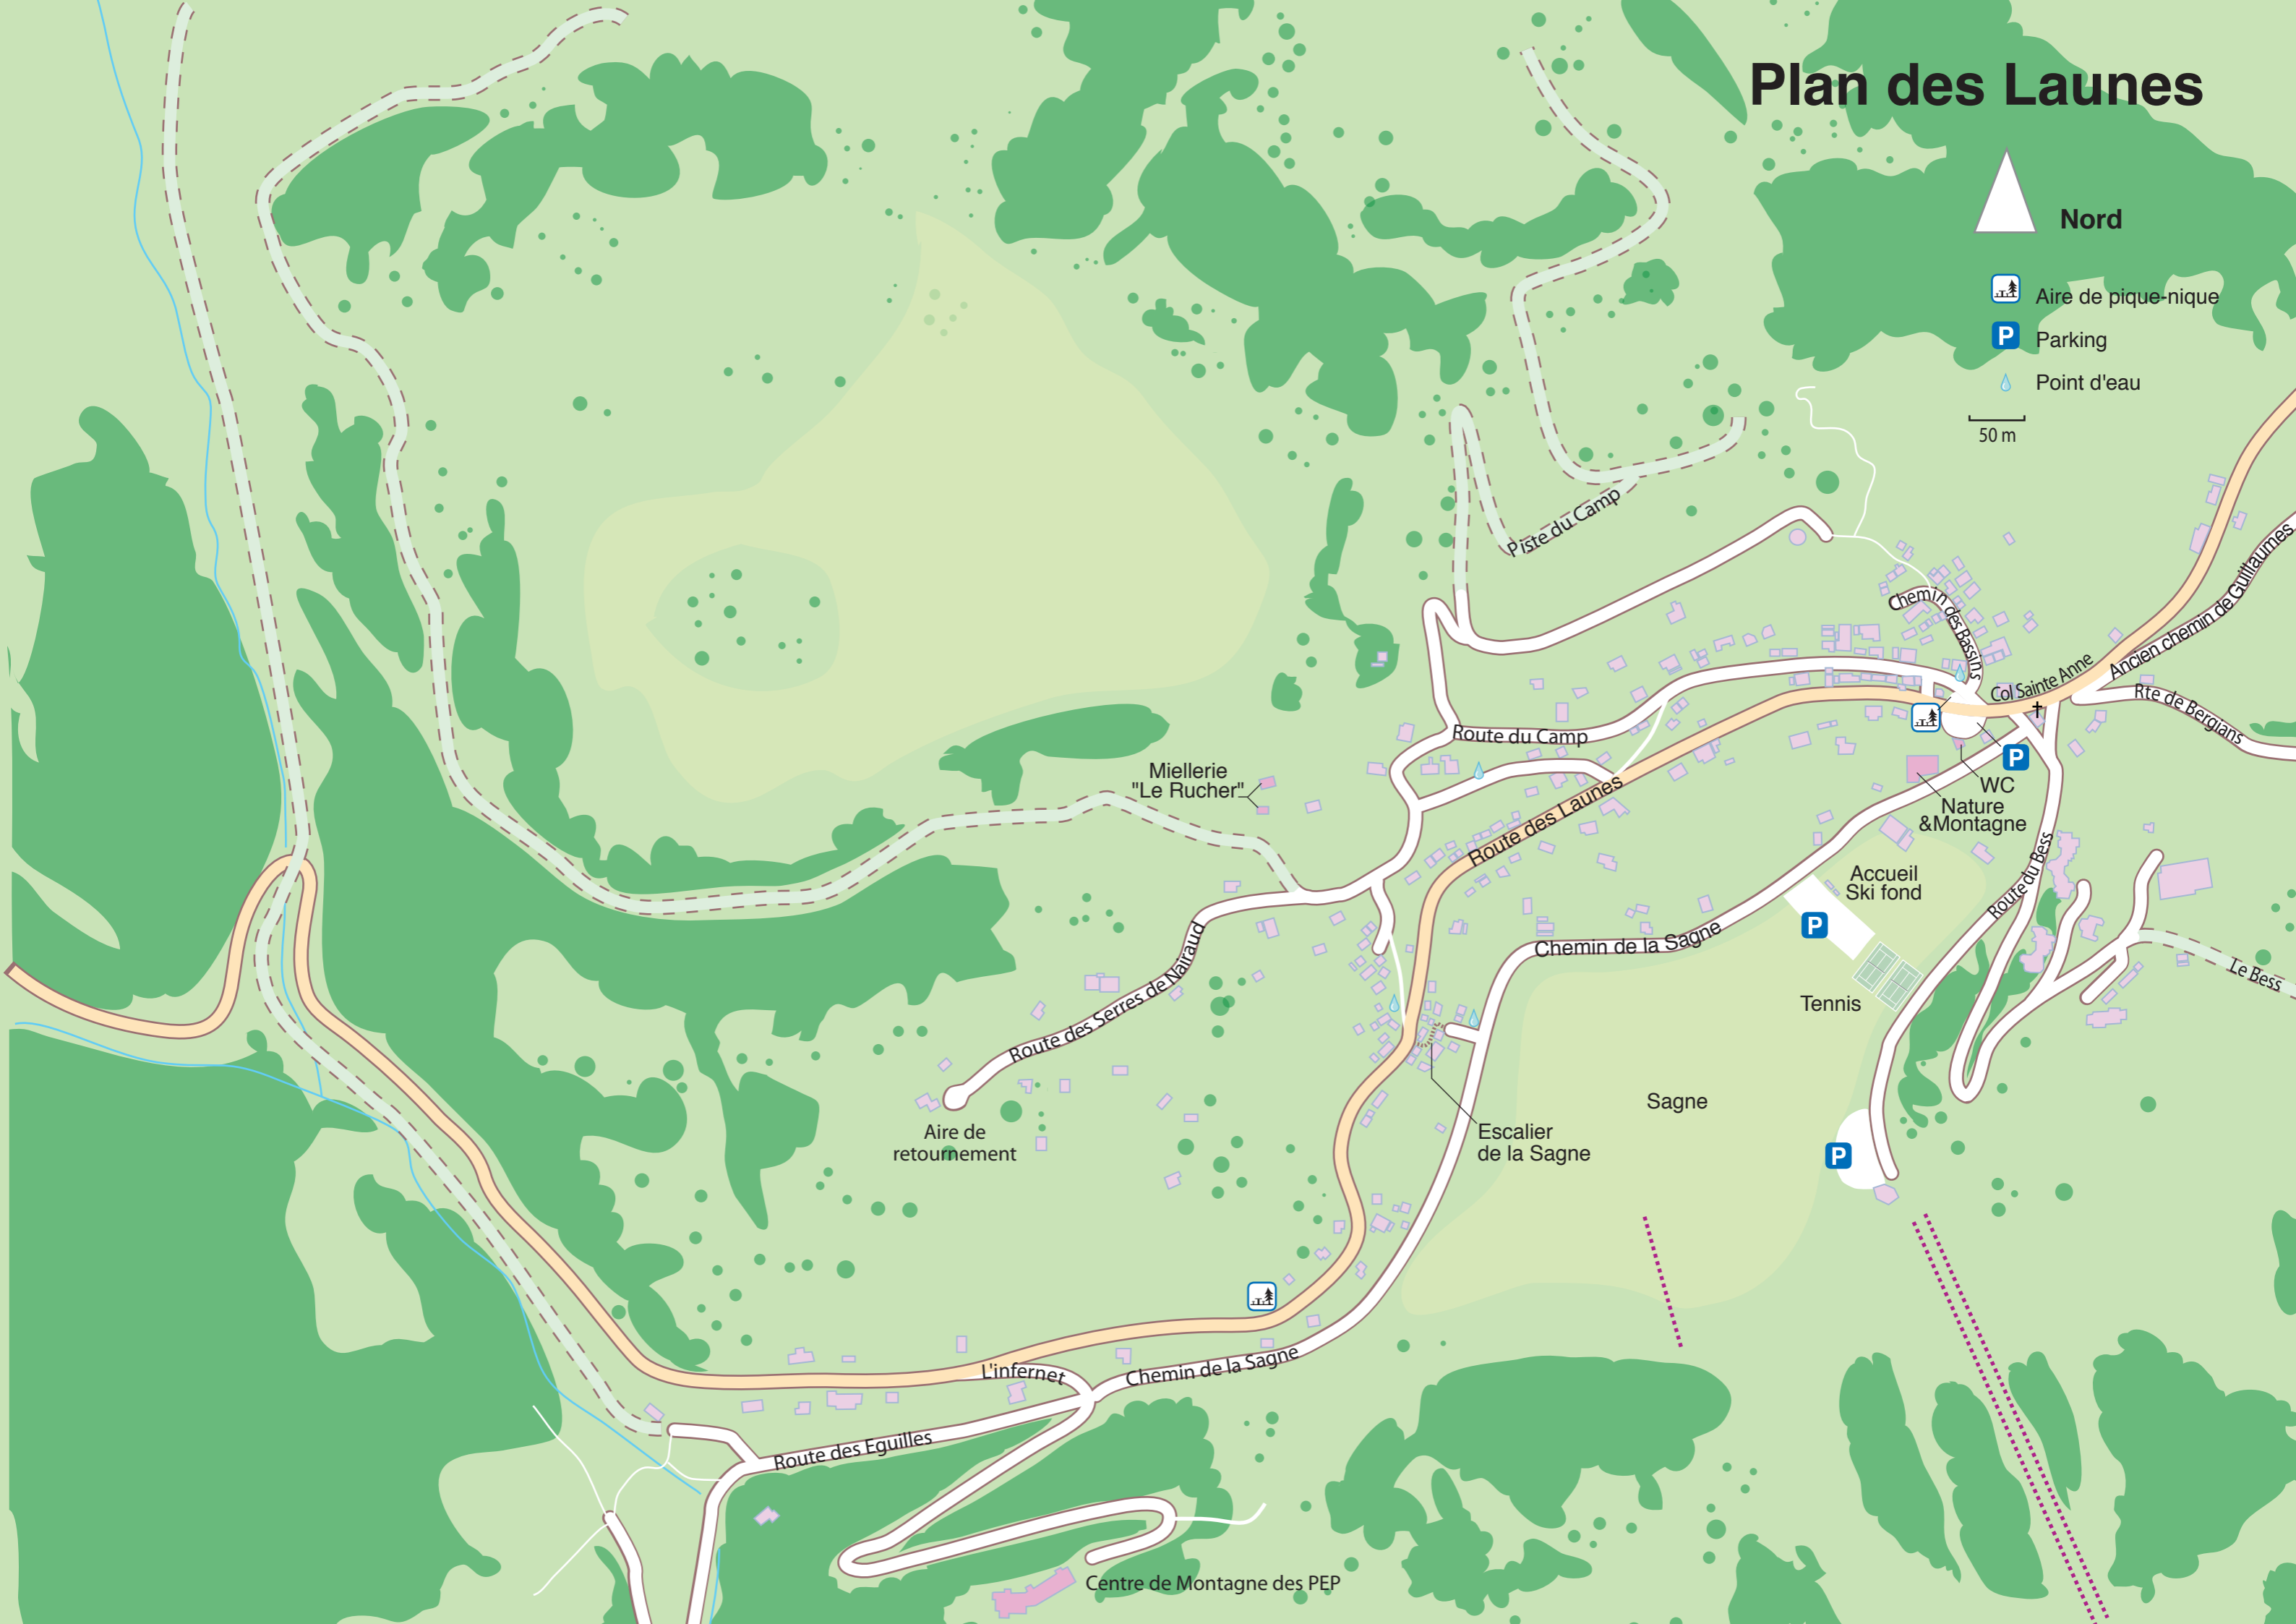 Plan des Launes
Nord
Aire de pique-nique
P
Parking
Point d'eau
50 m
Piste du Camp
Chemin des Bassins
Ancien chemin de Guillaumes
Col Sainte Anne
Rte de Bergians
Route du Camp
P
WC
Nature
&Montagne
Miellerie
"Le Rucher"
Route des Launes
Route du Bess
Accueil
Ski fond
P
Chemin de la Sagne
Le Bess
Tennis
Route des Serres de Nairaud
Sagne
Aire de
retournement
Escalier
de la Sagne
P
L'infernet
Chemin de la Sagne
Route des Eguilles
Centre de Montagne des PEP